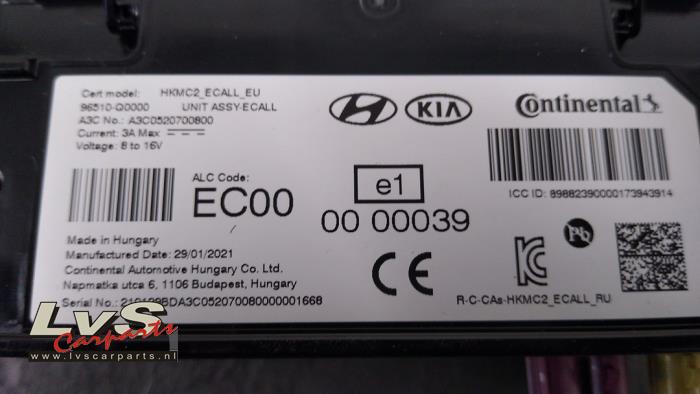 Cert model: HKMC2_ECALL_EU
96510-Q0000 UNIT ASSY-ECALL
A3C No.: A3C0520700800
Current: 3A Max
Voltage: 8 to 16V
KIA
Continental
ICC ID: 89882390000173943914
ALC Code:
EC00
e1
00 00039
Made in Hungary
Manufactured Date: 29/01/2021
Continental Automotive Hungary Co. Ltd.
Napmatka utca 6, 1106 Budapest, Hungary
Serial No.:
CE
Pb
R-C-CAs-HKMC2_ECALL_RU
LvS
Carparts
www.lvscarparts.nl